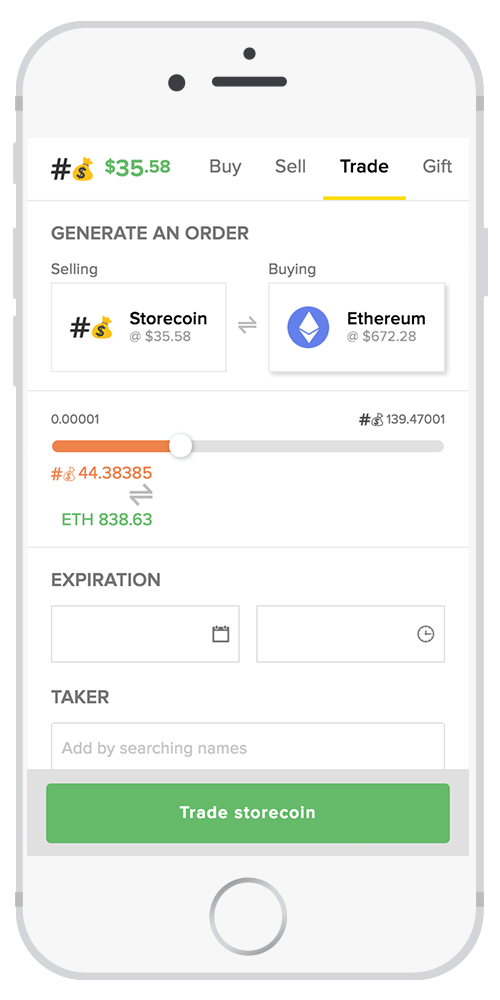 #💰 $35.58 Buy Sell Trade Gift
GENERATE AN ORDER
Selling Buying
#💰 Storecoin Ethereum
@ $35.58 @ $672.28
0.00001 #💰 139.47001
#💰 44.38385
ETH 838.63
EXPIRATION
TAKER
Add by searching names
Trade storecoin